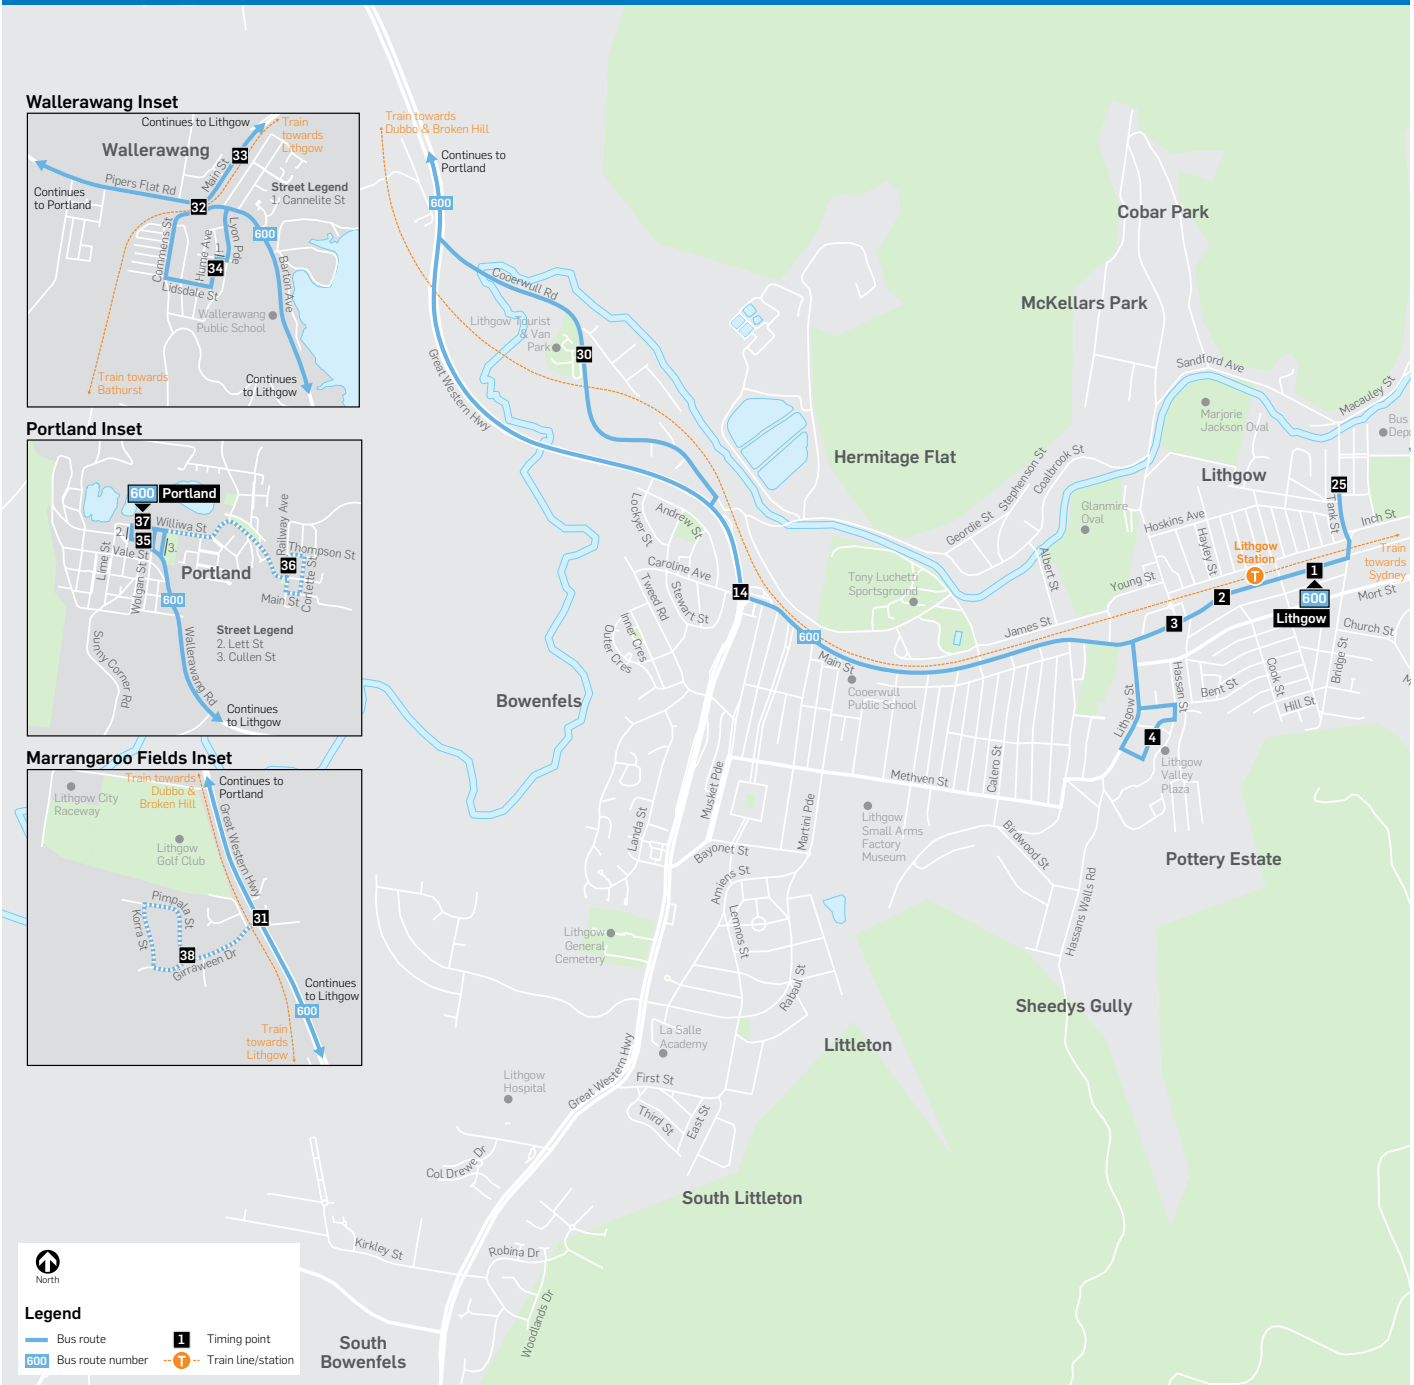 Wallerawang Inset
Continues to Lithgow
Train
towards
Lithgow
Wallerawang
33
Main St
Pipers Flat Rd
Continues
to Portland
Street Legend
1. Cannelite St
32
Commens St
Hume Ave
Lyon Pde
1.
600
34
Barton Ave
Lidsdale St
Wallerawang
Public School
Train towards
Bathurst
Continues
to Lithgow
Portland Inset
600
Portland
37
35
2.
3.
Williwa St
Vale St
Lime St
Wolgan St
Portland
Railway Ave
Thompson St
36
Corlette St
Main St
600
Street Legend
2. Lett St
3. Cullen St
Sunny Corner Rd
Wallerawang Rd
Continues
to Lithgow
Marrangaroo Fields Inset
Train towards
Dubbo &
Broken Hill
Continues to
Portland
Lithgow City
Raceway
Great Western Hwy
Lithgow
Golf Club
Pimpala St
Korra St
31
38
Girraween Dr
Continues
to Lithgow
600
Train
towards
Lithgow
Train towards
Dubbo & Broken Hill
Continues to
Portland
600
Cooerwull Rd
Lithgow Tourist
& Van
Park
30
Great Western Hwy
Cobar Park
McKellars Park
Sandford Ave
Macauley St
Marjorie
Jackson Oval
Bus
Hermitage Flat
Stephenson St
Coalbrook St
Geordie St
Lithgow
25
Tank St
Inch St
Glanmire
Oval
Hoskins Ave
Hayley St
Lithgow
Station
T
Train
towards
Sydney
Lockyer St
Andrew St
Caroline Ave
Tweed Rd
Stewart St
Inner Cres
Outer Cres
14
600
Tony Luchetti
Sportsground
Albert St
Young St
James St
1
2
3
600
Lithgow
Mort St
Church St
Bridge St
Main St
Cooerwull
Public School
Bowenfels
Hassan St
Bent St
Cook St
Hill St
Lithgow St
4
Lithgow
Valley
Plaza
Musket Pde
Methven St
Calero St
Landa St
Martini Pde
Lithgow
Small Arms
Factory
Museum
Birdwood St
Bayonet St
Amiens St
Pottery Estate
Lemnos St
Hassans Walls Rd
Lithgow
General
Cemetery
Rabaul St
Sheedys Gully
La Salle
Academy
Littleton
Great Western Hwy
First St
Third St
East St
Lithgow
Hospital
Col Drewe Dr
South Littleton
Kirkley St
Robina Dr
Woodlands Dr
South
Bowenfels
North
Legend
Bus route
1
Timing point
600
Bus route number
T
Train line/station